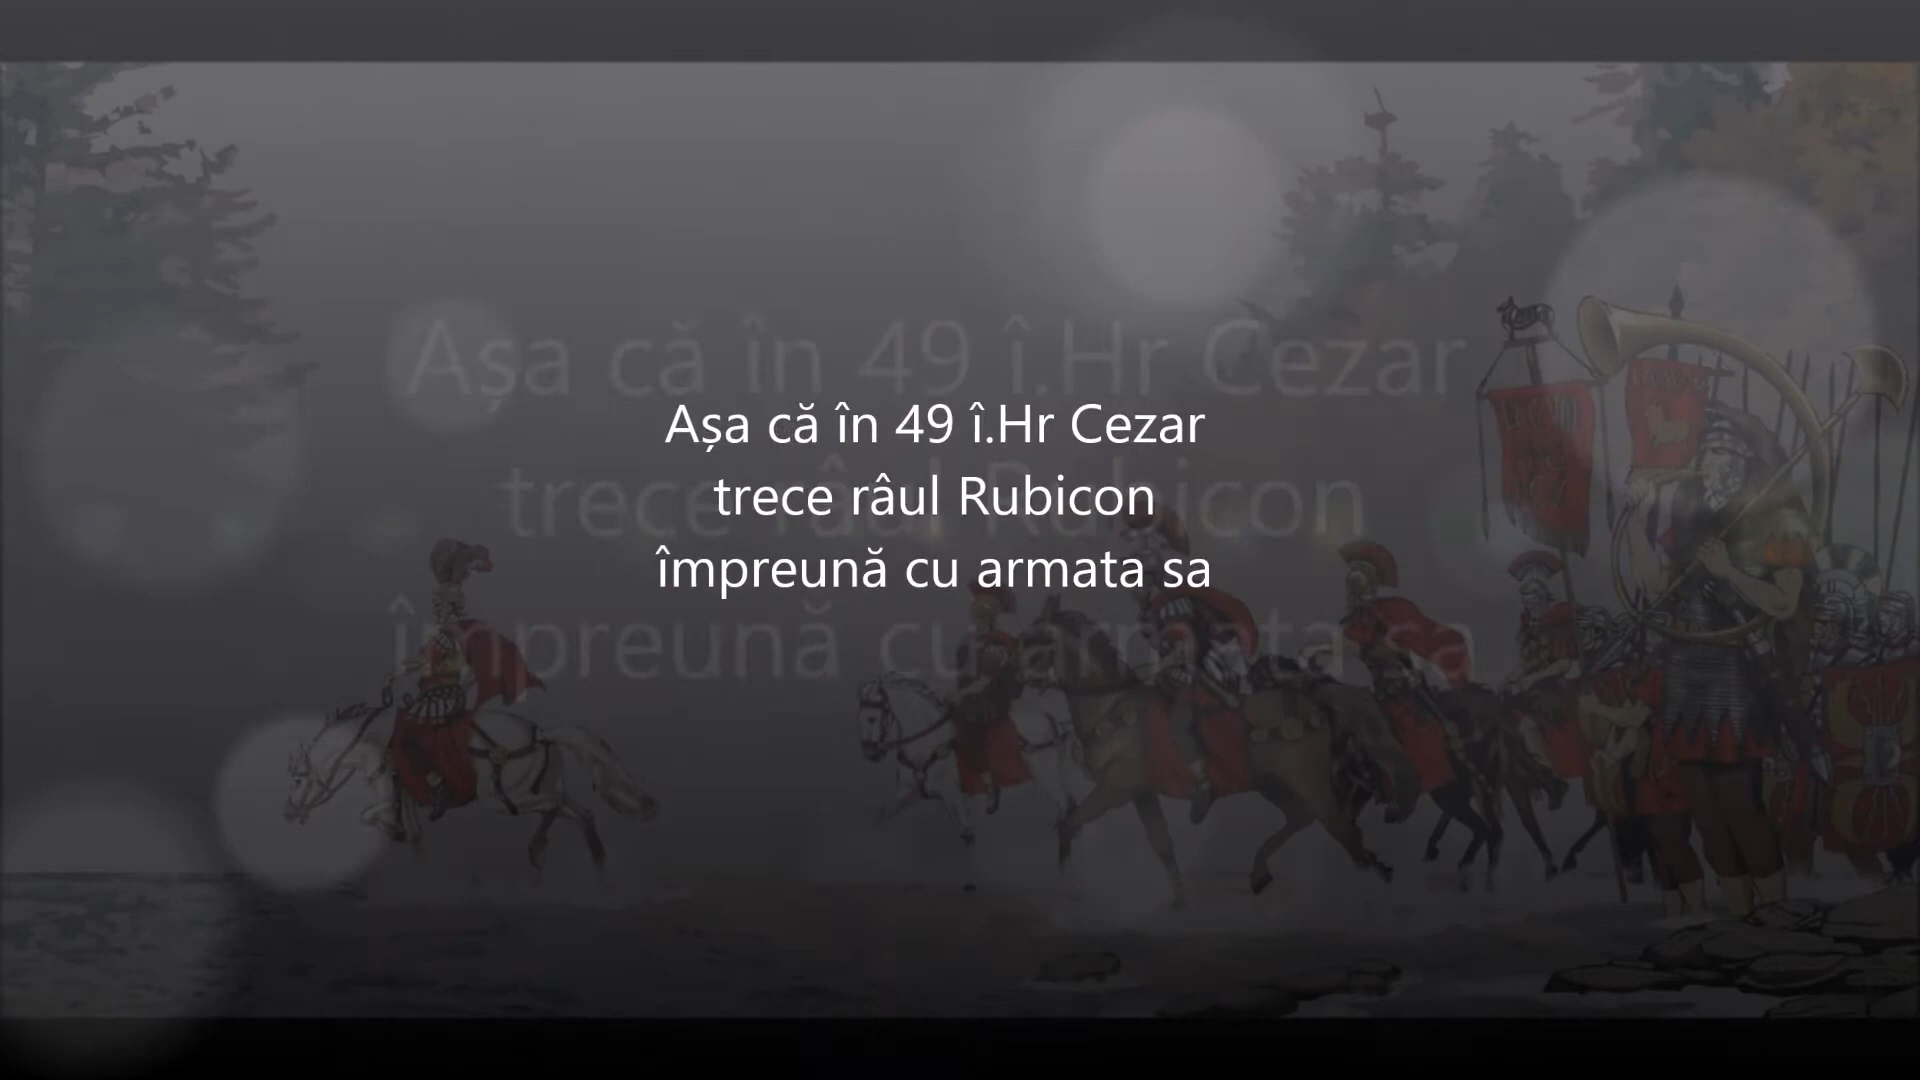 Așa că în 49 î.Hr Cezar
trece râul Rubicon
împreună cu armata sa